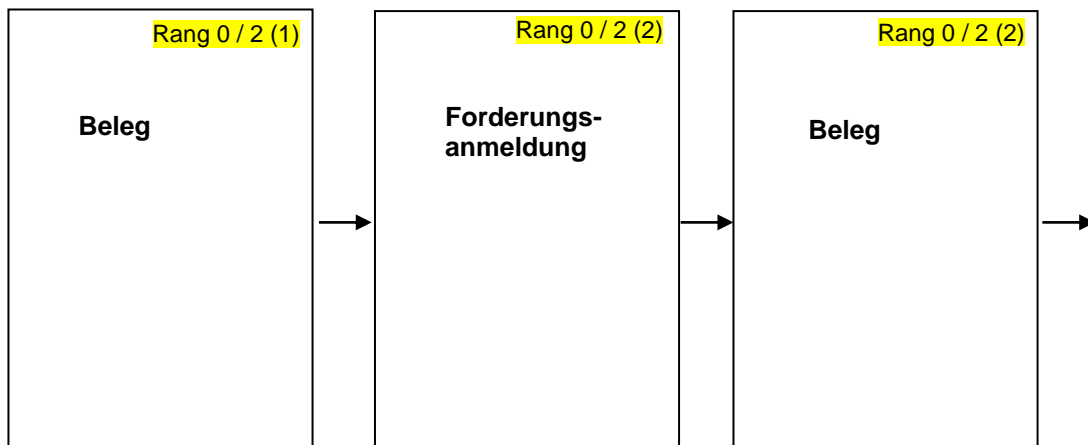 Rang 0 / 2 (1)
Beleg
Rang 0 / 2 (2)
Forderungs-
anmeldung
Rang 0 / 2 (2)
Beleg